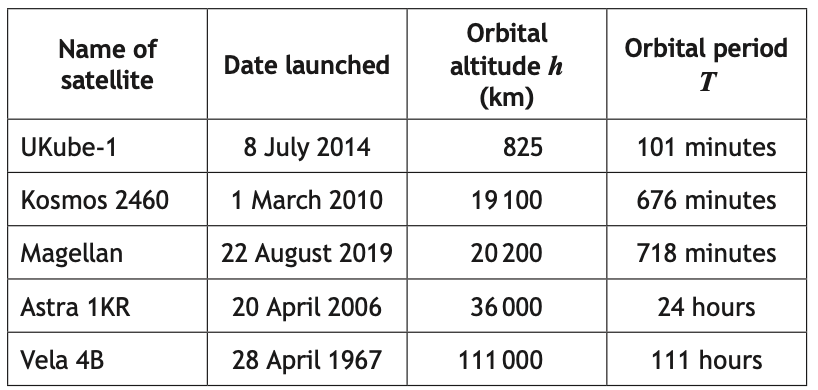 Name of satellite Date launched Orbital altitude h (km) Orbital period T
UKube-1 8 July 2014 825 101 minutes
Kosmos 2460 1 March 2010 19 100 676 minutes
Magellan 22 August 2019 20 200 718 minutes
Astra 1KR 20 April 2006 36 000 24 hours
Vela 4B 28 April 1967 111 000 111 hours